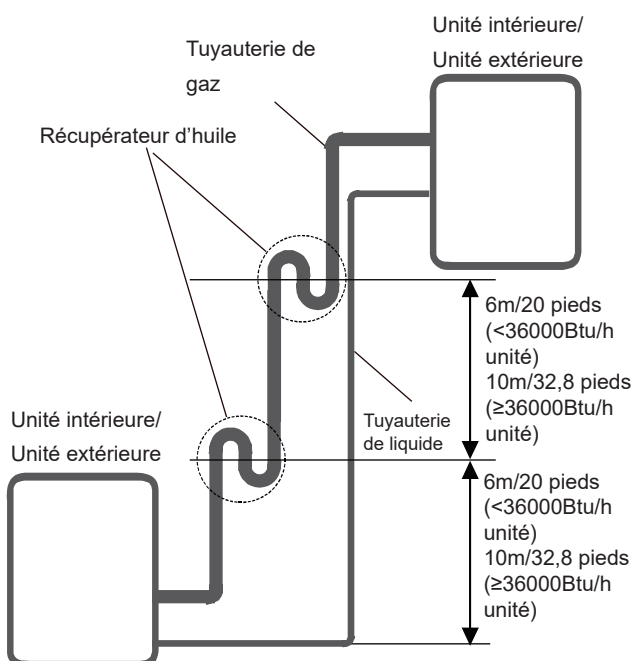 Unité intérieure/
Unité extérieure
Tuyauterie de
gaz
Récupérateur d’huile
6m/20 pieds
(<36000Btu/h
unité)
10m/32,8 pieds
(≥36000Btu/h
unité)
Tuyauterie
de liquide
Unité intérieure/
Unité extérieure
6m/20 pieds
(<36000Btu/h
unité)
10m/32,8 pieds
(≥36000Btu/h
unité)